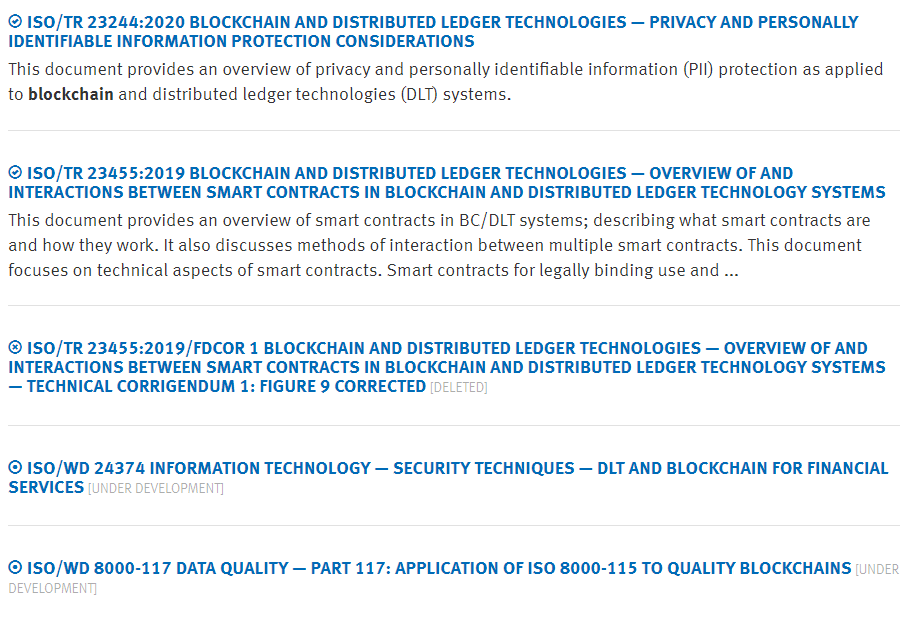 ISO/TR 23244:2020 BLOCKCHAIN AND DISTRIBUTED LEDGER TECHNOLOGIES — PRIVACY AND PERSONALLY
IDENTIFIABLE INFORMATION PROTECTION CONSIDERATIONS
This document provides an overview of privacy and personally identifiable information (PII) protection as applied
to blockchain and distributed ledger technologies (DLT) systems.
ISO/TR 23455:2019 BLOCKCHAIN AND DISTRIBUTED LEDGER TECHNOLOGIES — OVERVIEW OF AND
INTERACTIONS BETWEEN SMART CONTRACTS IN BLOCKCHAIN AND DISTRIBUTED LEDGER TECHNOLOGY SYSTEMS
This document provides an overview of smart contracts in BC/DLT systems; describing what smart contracts are
and how they work. It also discusses methods of interaction between multiple smart contracts. This document
focuses on technical aspects of smart contracts. Smart contracts for legally binding use and ...
ISO/TR 23455:2019/FDCOR 1 BLOCKCHAIN AND DISTRIBUTED LEDGER TECHNOLOGIES — OVERVIEW OF AND
INTERACTIONS BETWEEN SMART CONTRACTS IN BLOCKCHAIN AND DISTRIBUTED LEDGER TECHNOLOGY SYSTEMS
— TECHNICAL CORRIGENDUM 1: FIGURE 9 CORRECTED [DELETED]
ISO/WD 24374 INFORMATION TECHNOLOGY — SECURITY TECHNIQUES — DLT AND BLOCKCHAIN FOR FINANCIAL
SERVICES [UNDER DEVELOPMENT]
ISO/WD 8000-117 DATA QUALITY — PART 117: APPLICATION OF ISO 8000-115 TO QUALITY BLOCKCHAINS [UNDER
DEVELOPMENT]